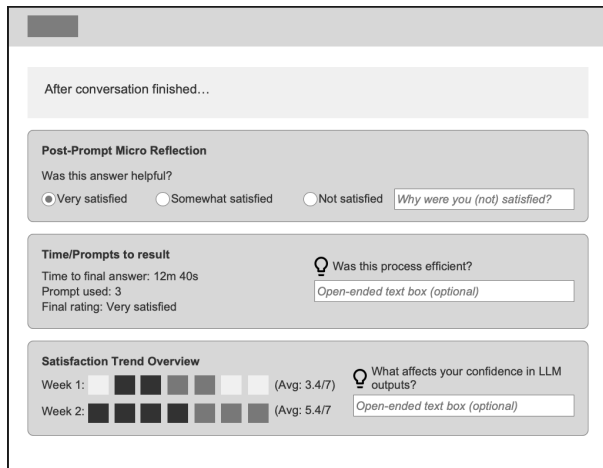 After conversation finished…
Post-Prompt Micro Reflection
Was this answer helpful?
Very satisfied Somewhat satisfied Not satisfied Why were you (not) satisfied?
Time/Prompts to result
Time to final answer: 12m 40s
Prompt used: 3
Final rating: Very satisfied
Was this process efficient?
Open-ended text box (optional)
Satisfaction Trend Overview
Week 1: (Avg: 3.4/7)
Week 2: (Avg: 5.4/7
What affects your confidence in LLM
outputs?
Open-ended text box (optional)